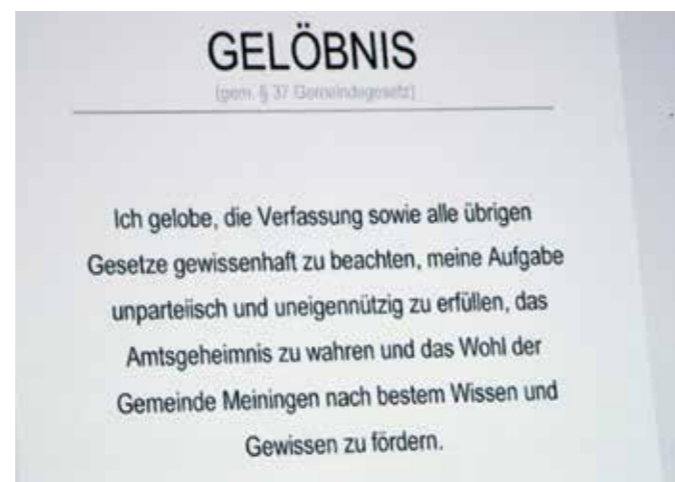 GELÖBNIS
(gem. § 37 Gemeindegesetz)
Ich gelobe, die Verfassung sowie alle übrigen
Gesetze gewissenhaft zu beachten, meine Aufgabe
unparteiisch und uneigennützig zu erfüllen, das
Amtsgeheimnis zu wahren und das Wohl der
Gemeinde Meiningen nach bestem Wissen und
Gewissen zu fördern.